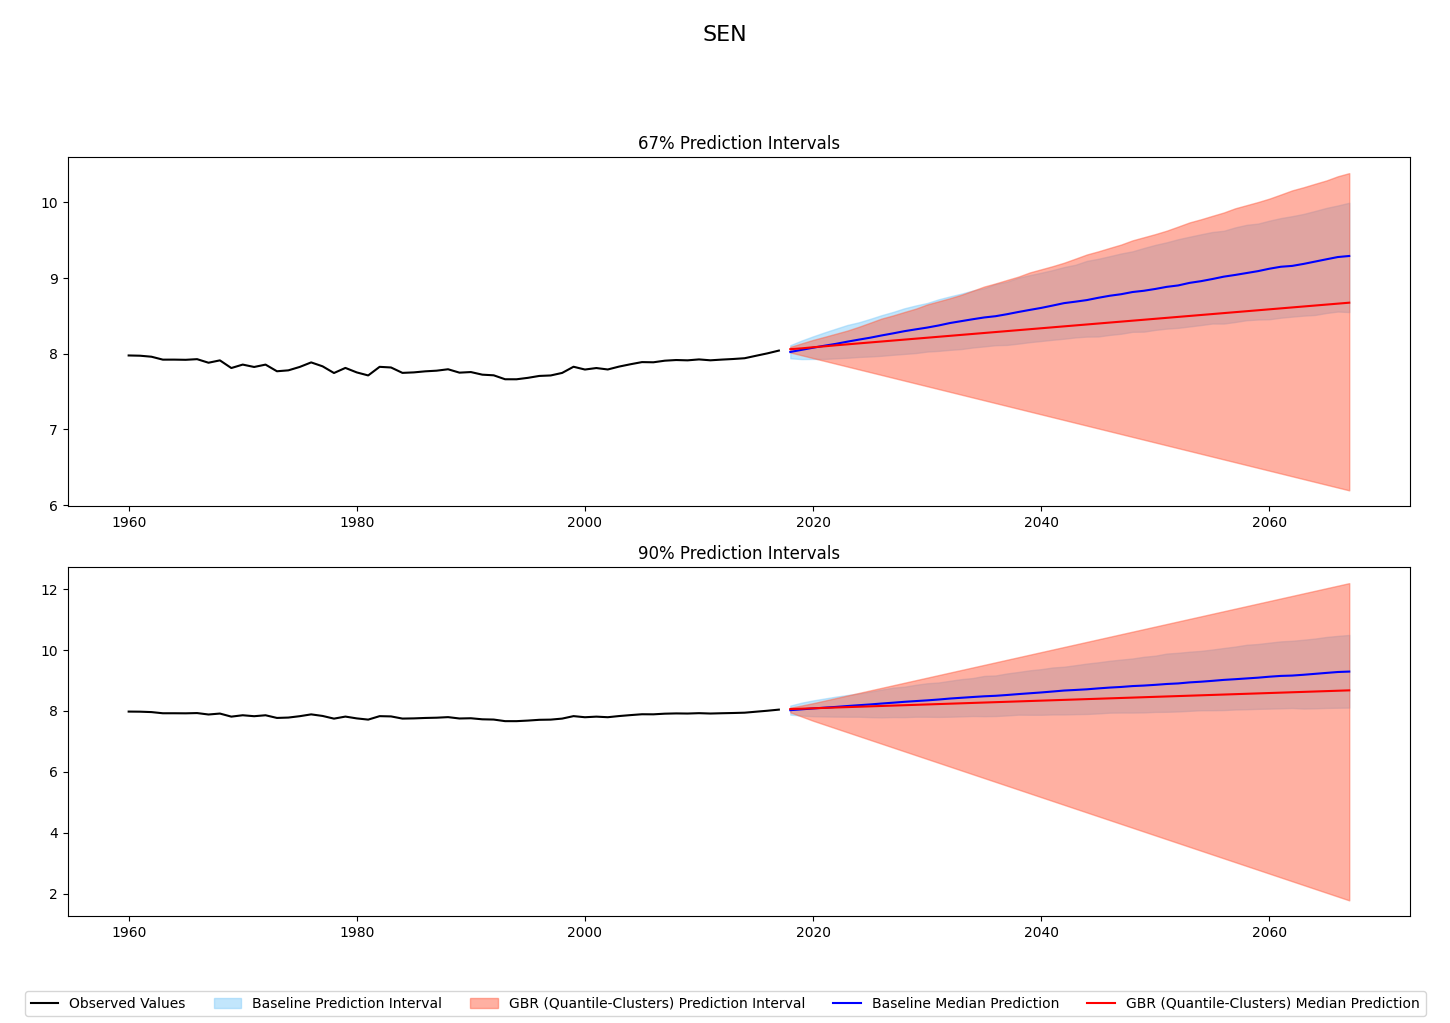 SEN
67% Prediction Intervals
10
9
8
7
6
1960 1980 2000 2020 2040 2060
90% Prediction Intervals
12
10
8
6
4
2
1960 1980 2000 2020 2040 2060
Observed Values Baseline Prediction Interval GBR (Quantile-Clusters) Prediction Interval Baseline Median Prediction GBR (Quantile-Clusters) Median Prediction